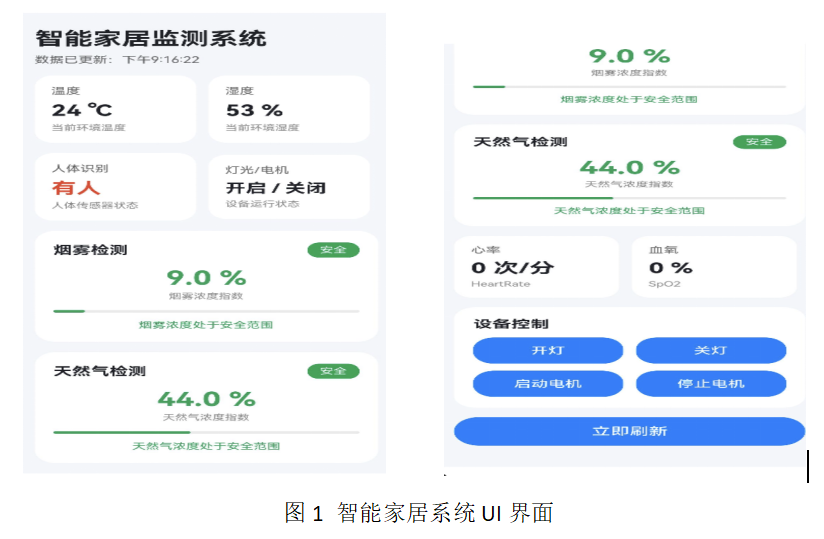 智能家居监测系统
数据已更新：下午9:16:22
温度
24 ℃
当前环境温度
湿度
53 %
当前环境湿度
人体识别
有人
人体传感器状态
灯光/电机
开启 / 关闭
设备运行状态
烟雾检测
安全
9.0 %
烟雾浓度指数
烟雾浓度处于安全范围
天然气检测
安全
44.0 %
天然气浓度指数
天然气浓度处于安全范围
9.0 %
烟雾浓度指数
烟雾浓度处于安全范围
天然气检测
安全
44.0 %
天然气浓度指数
天然气浓度处于安全范围
心率
0 次/分
HeartRate
血氧
0 %
SpO2
设备控制
开灯
关灯
启动电机
停止电机
立即刷新
图 1 智能家居系统 UI 界面